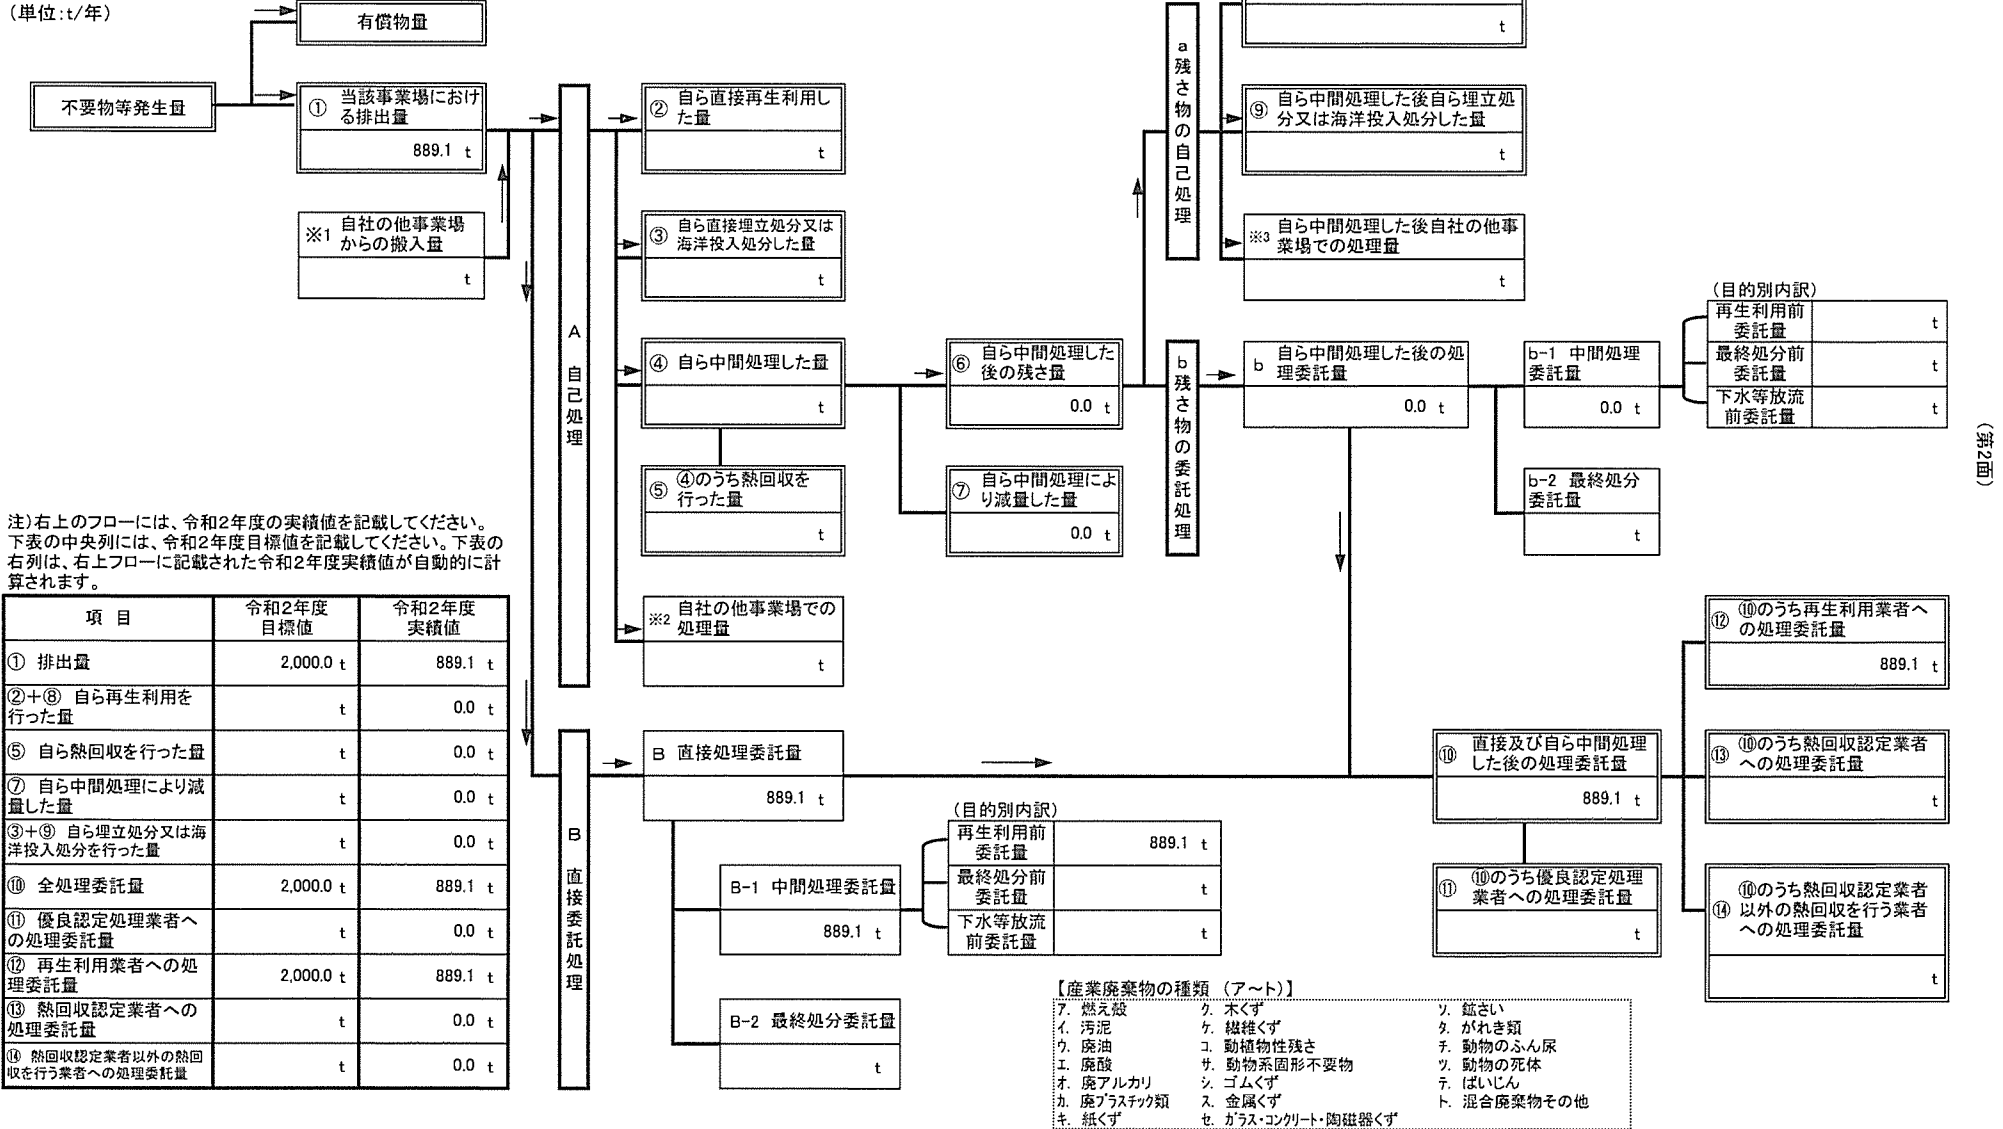 (単位:t/年)
有償物量
不要物等発生量
① 当該事業場におけ
る排出量
889.1 t
※1 自社の他事業場
からの搬入量
t
A 自己処理
② 自ら直接再生利用し
た量
t
③ 自ら直接埋立処分又は
海洋投入処分した量
t
④ 自ら中間処理した量
t
⑤ ④のうち熱回収を
行った量
t
※2 自社の他事業場での
処理量
t
⑥ 自ら中間処理した
後の残さ量
0.0 t
⑦ 自ら中間処理によ
り減量した量
0.0 t
a 残さ物の自己処理
t
⑨ 自ら中間処理した後自ら埋立処
分又は海洋投入処分した量
t
※3 自ら中間処理した後自社の他事
業場での処理量
t
b 残さ物の委託処理
b 自ら中間処理した後の処
理委託量
0.0 t
b-1 中間処理
委託量
0.0 t
b-2 最終処分
委託量
t
(目的別内訳)
再生利用前
委託量
t
最終処分前
委託量
t
下水等放流
前委託量
t
(第2面)
注)右上のフローには、令和2年度の実績値を記載してください。
下表の中央列には、令和2年度目標値を記載してください。下表の
右列は、右上フローに記載された令和2年度実績値が自動的に計
算されます。
項 目
令和2年度
目標値
令和2年度
実績値
① 排出量
2,000.0 t
889.1 t
②+⑧ 自ら再生利用を
行った量
t
0.0 t
⑤ 自ら熱回収を行った量
t
0.0 t
⑦ 自ら中間処理により減
量した量
t
0.0 t
③+⑨ 自ら埋立処分又は海
洋投入処分を行った量
t
0.0 t
⑩ 全処理委託量
2,000.0 t
889.1 t
⑪ 優良認定処理業者へ
の処理委託量
t
0.0 t
⑫ 再生利用業者への処
理委託量
2,000.0 t
889.1 t
⑬ 熱回収認定業者への
処理委託量
t
0.0 t
⑭ 熱回収認定業者以外の熱回
収を行う業者への処理委託量
t
0.0 t
B 直接委託処理
B 直接処理委託量
889.1 t
B-1 中間処理委託量
889.1 t
B-2 最終処分委託量
t
(目的別内訳)
再生利用前
委託量
889.1 t
最終処分前
委託量
t
下水等放流
前委託量
t
⑩ 直接及び自ら中間処理
した後の処理委託量
889.1 t
⑪ ⑩のうち優良認定処理
業者への処理委託量
t
⑫ ⑩のうち再生利用業者へ
の処理委託量
889.1 t
⑬ ⑩のうち熱回収認定業者
への処理委託量
t
⑭ ⑩のうち熱回収認定業者
以外の熱回収を行う業者
への処理委託量
t
【産業廃棄物の種類 (ア~ト)】
ア. 燃え殻
イ. 汚泥
ウ. 廃油
エ. 廃酸
オ. 廃アルカリ
カ. 廃プラスチック類
キ. 紙くず
ク. 木くず
ケ. 繊維くず
コ. 動植物性残さ
サ. 動物系固形不要物
シ. ゴムくず
ス. 金属くず
セ. ガラス・コンクリート・陶磁器くず
ソ. 鉱さい
タ. がれき類
チ. 動物のふん尿
ツ. 動物の死体
テ. ばいじん
ト. 混合廃棄物その他